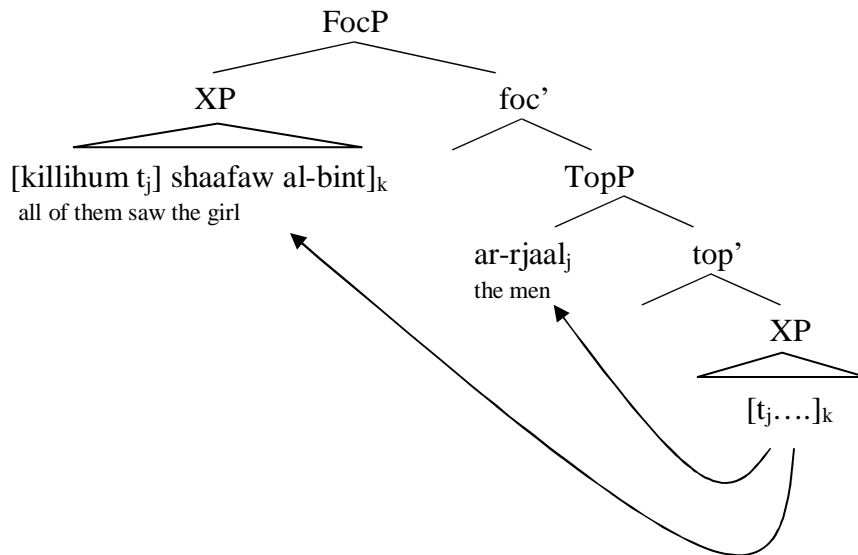 FocP
XP foc’
[killihum tj] shaafaw al-bint]k TopP
all of them saw the girl
ar-rjaalj top’
the men
XP
[tj….]k